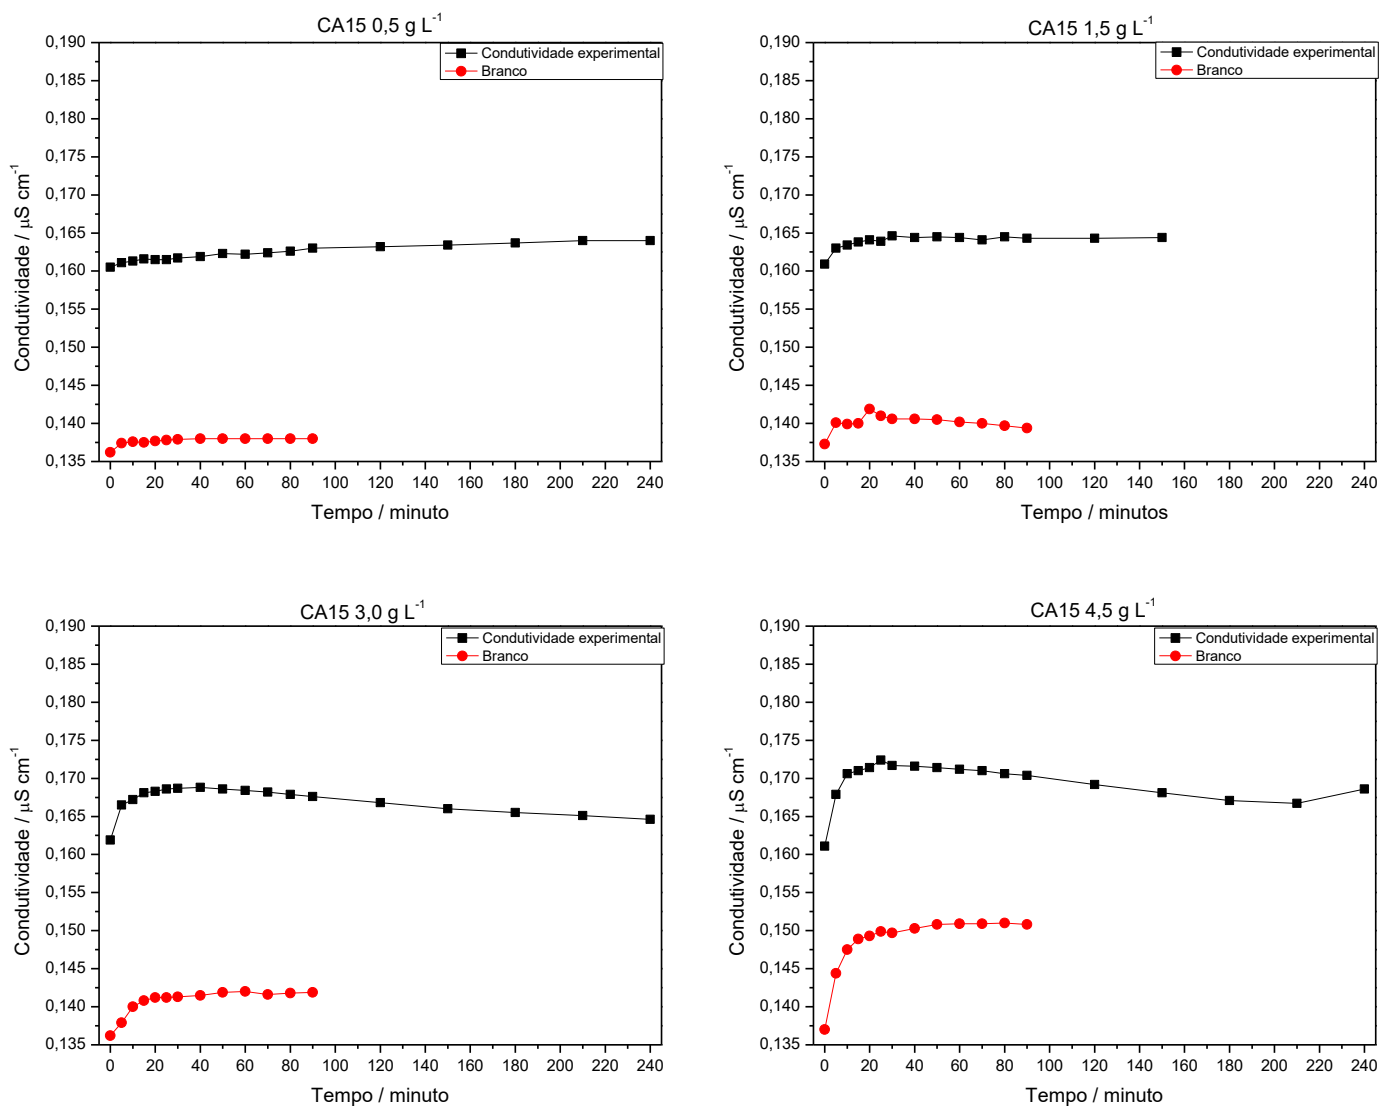 CA15 0,5 g L⁻¹
Condutividade experimental
Branco
0,190
0,185
0,180
0,175
0,170
0,165
0,160
0,155
0,150
0,145
0,140
0,135
Condutividade / μS cm⁻¹
0 20 40 60 80 100 120 140 160 180 200 220 240
Tempo / minuto
CA15 1,5 g L⁻¹
Condutividade experimental
Branco
0,190
0,185
0,180
0,175
0,170
0,165
0,160
0,155
0,150
0,145
0,140
0,135
Condutividade / μS cm⁻¹
0 20 40 60 80 100 120 140 160 180 200 220 240
Tempo / minutos
CA15 3,0 g L⁻¹
Condutividade experimental
Branco
0,190
0,185
0,180
0,175
0,170
0,165
0,160
0,155
0,150
0,145
0,140
0,135
Condutividade / μS cm⁻¹
0 20 40 60 80 100 120 140 160 180 200 220 240
Tempo / minuto
CA15 4,5 g L⁻¹
Condutividade experimental
Branco
0,190
0,185
0,180
0,175
0,170
0,165
0,160
0,155
0,150
0,145
0,140
0,135
Condutividade / μS cm⁻¹
0 20 40 60 80 100 120 140 160 180 200 220 240
Tempo / minuto